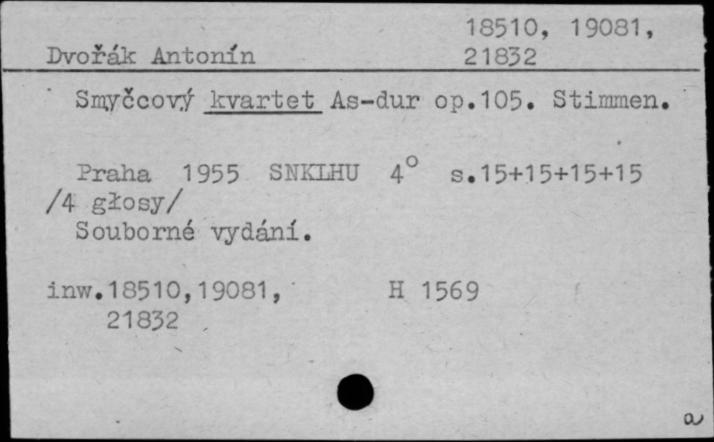 18510, 19081,
Dvořák Antonín 21832
Smyčcový kvartet As-dur op.105. Stimmen.
Praha 1955 SNKLHU 4° s.15+15+15+15
/4 głosy/
Souborné vydání.
inw.18510,19081, H 1569
21832
a